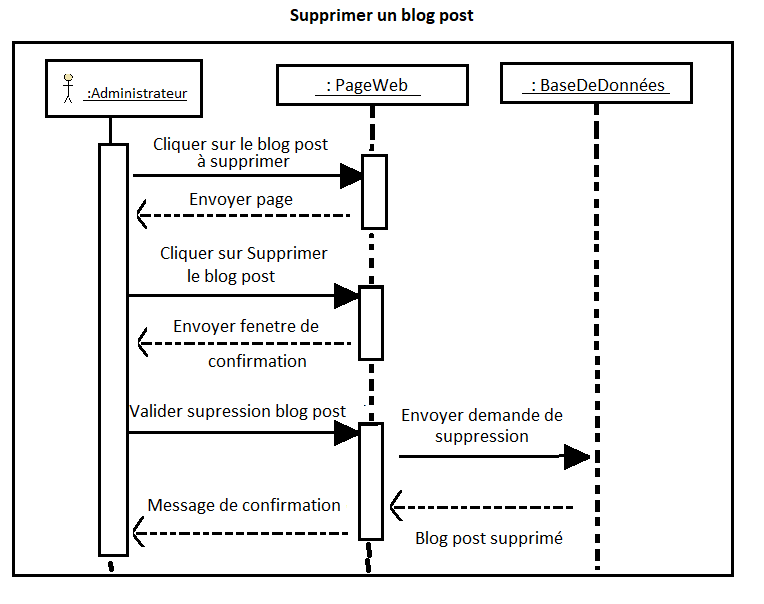 Supprimer un blog post
:Administrateur
: PageWeb
: BaseDeDonnées
Cliquer sur le blog post
à supprimer
Envoyer page
Cliquer sur Supprimer
le blog post
Envoyer fenetre de
confirmation
Valider supression blog post
Envoyer demande de
suppression
Message de confirmation
Blog post supprimé